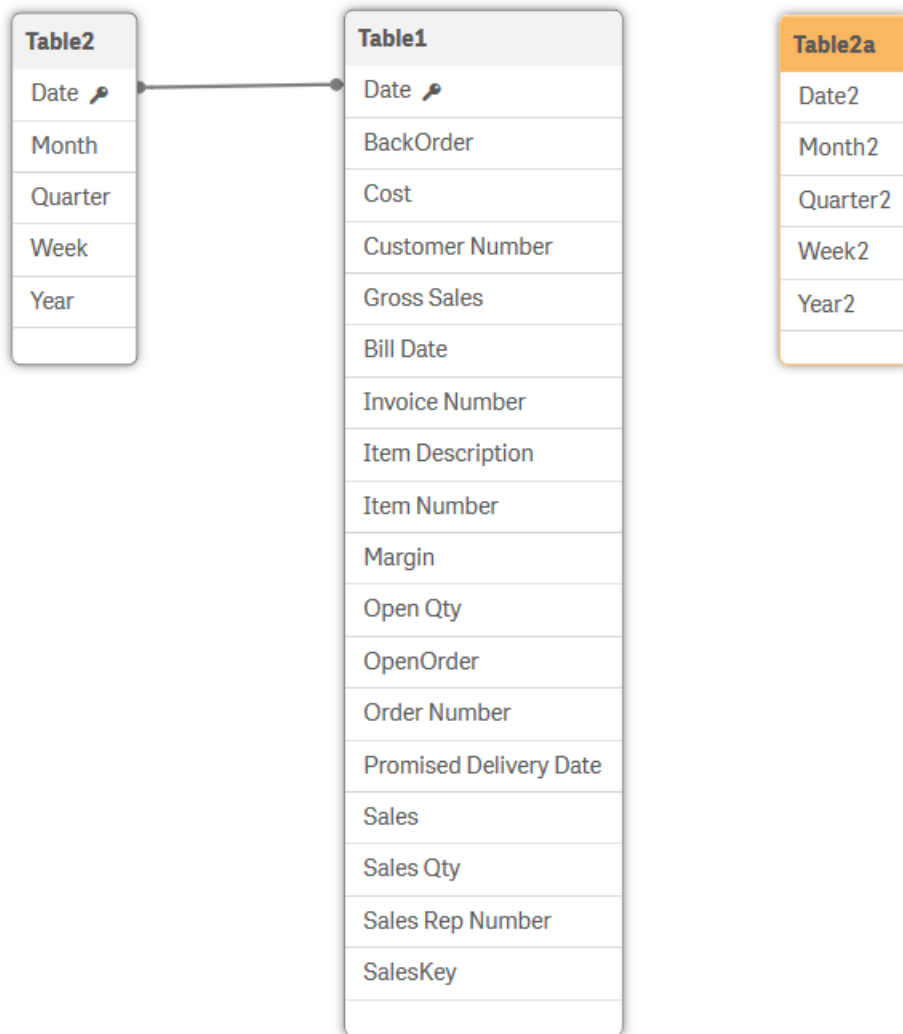 Table2
Date
Month
Quarter
Week
Year
Table1
Date
BackOrder
Cost
Customer Number
Gross Sales
Bill Date
Invoice Number
Item Description
Item Number
Margin
Open Qty
OpenOrder
Order Number
Promised Delivery Date
Sales
Sales Qty
Sales Rep Number
SalesKey
Table2a
Date2
Month2
Quarter2
Week2
Year2